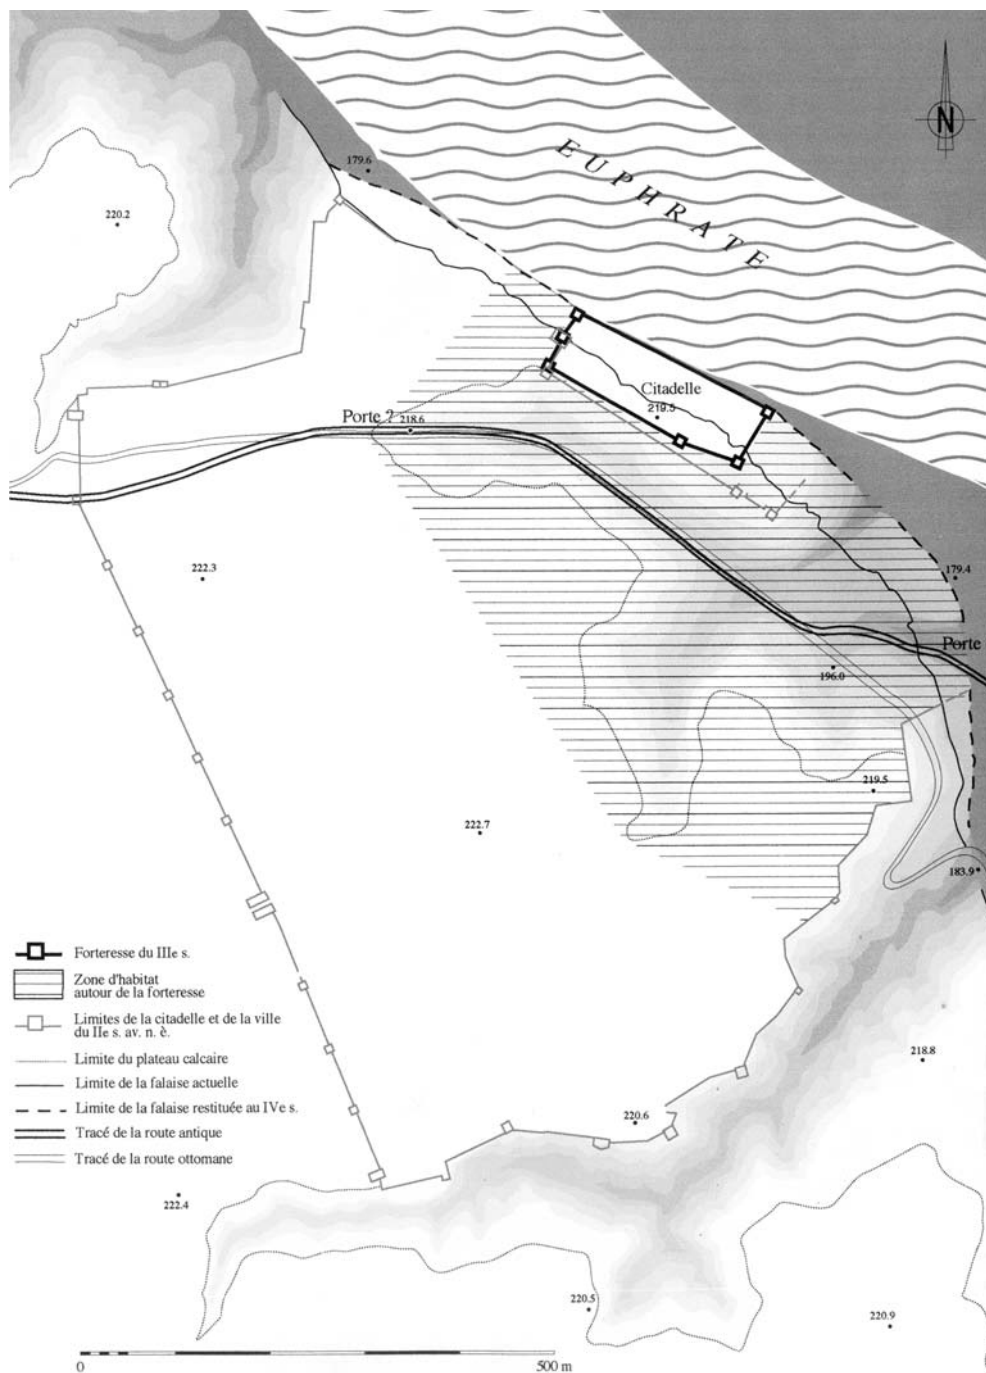 N
179.6
EUPHRATE
220.2
Citadelle
219.5
Porte ?
218.6
222.3
179.4
Porte
196.0
219.5
222.7
183.9
Forteresse du IIIe s.
Zone d'habitat
autour de la forteresse
Limites de la citadelle et de la ville
du IIe s. av. n. è.
Limite du plateau calcaire
Limite de la falaise actuelle
Limite de la falaise restituée au IVe s.
Tracé de la route antique
Tracé de la route ottomane
218.8
220.6
222.4
220.5
220.9
0
500 m